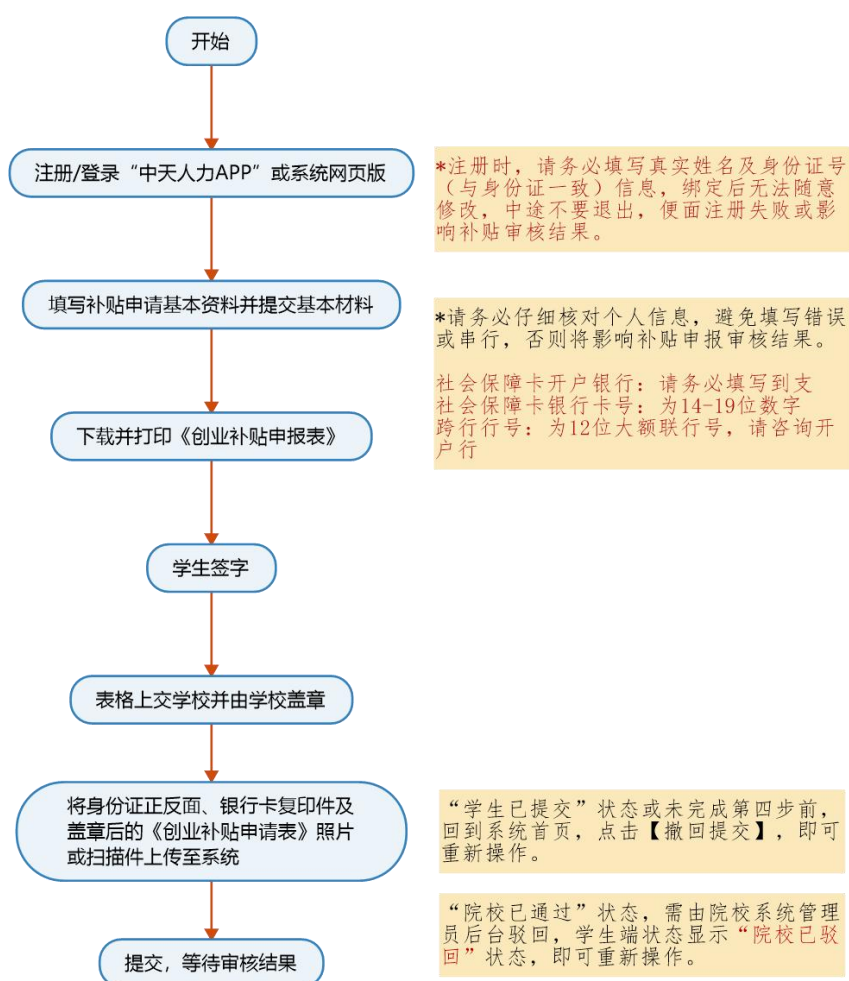 开始
注册/登录“中天人力APP”或系统网页版
*注册时，请务必填写真实姓名及身份证号
（与身份证一致）信息，绑定后无法随意
修改，中途不要退出，便面注册失败或影
响补贴审核结果。
填写补贴申请基本资料并提交基本材料
*请务必仔细核对个人信息，避免填写错误
或串行，否则将影响补贴申报审核结果。
社会保障卡开户银行：请务必填写到支
社会保障卡银行卡号：为14-19位数字
跨行行号：为12位大额联行号，请咨询开
户行
下载并打印《创业补贴申报表》
学生签字
表格上交学校并由学校盖章
将身份证正反面、银行卡复印件及
盖章后的《创业补贴申请表》照片
或扫描件上传至系统
“学生已提交”状态或未完成第四步前，
回到系统首页，点击【撤回提交】，即可
重新操作。
“院校已通过”状态，需由院校系统管理
员后台驳回，学生端状态显示“院校已驳
回”状态，即可重新操作。
提交，等待审核结果